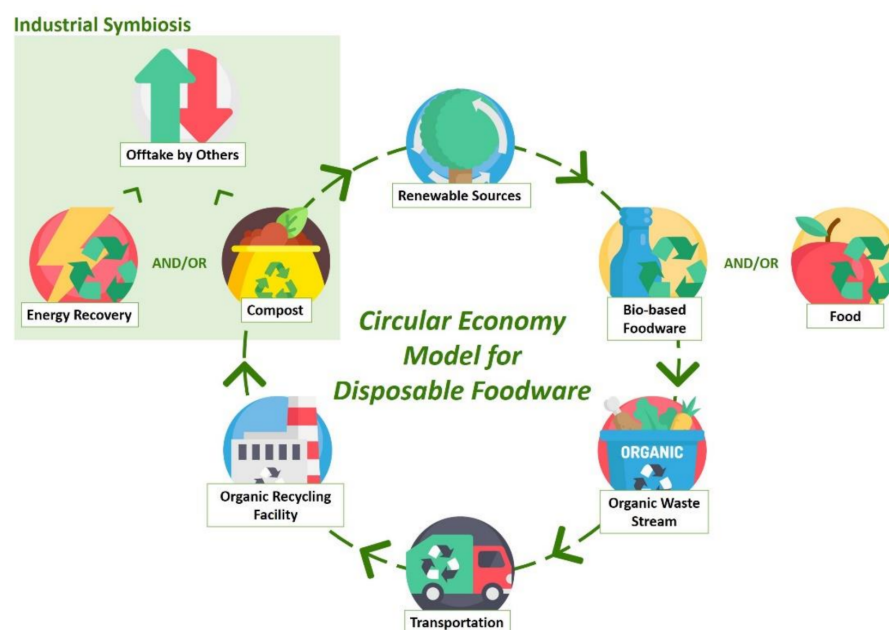 Industrial Symbiosis
Offtake by Others
Renewable Sources
AND/OR
Energy Recovery
Compost
AND/OR
Bio-based
Foodware
Food
Circular Economy
Model for
Disposable Foodware
ORGANIC
Organic Recycling
Facility
Organic Waste
Stream
Transportation